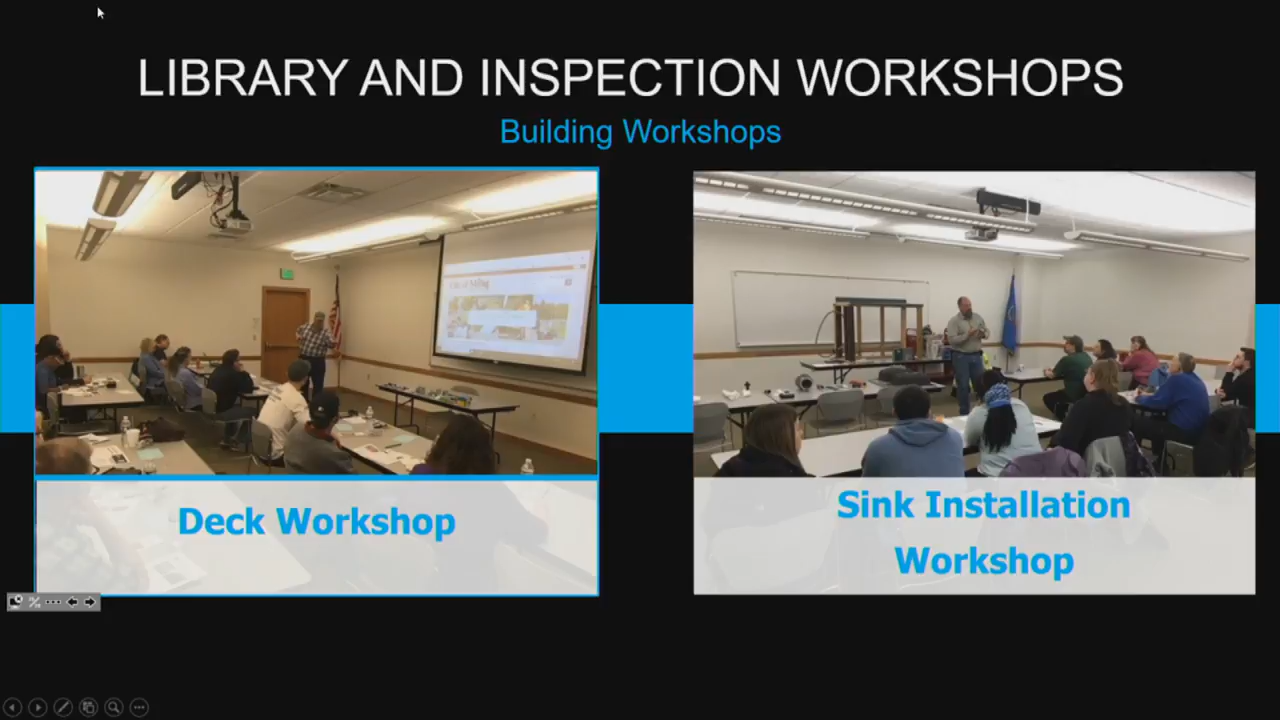 LIBRARY AND INSPECTION WORKSHOPS
Building Workshops
Deck Workshop
Sink Installation
Workshop